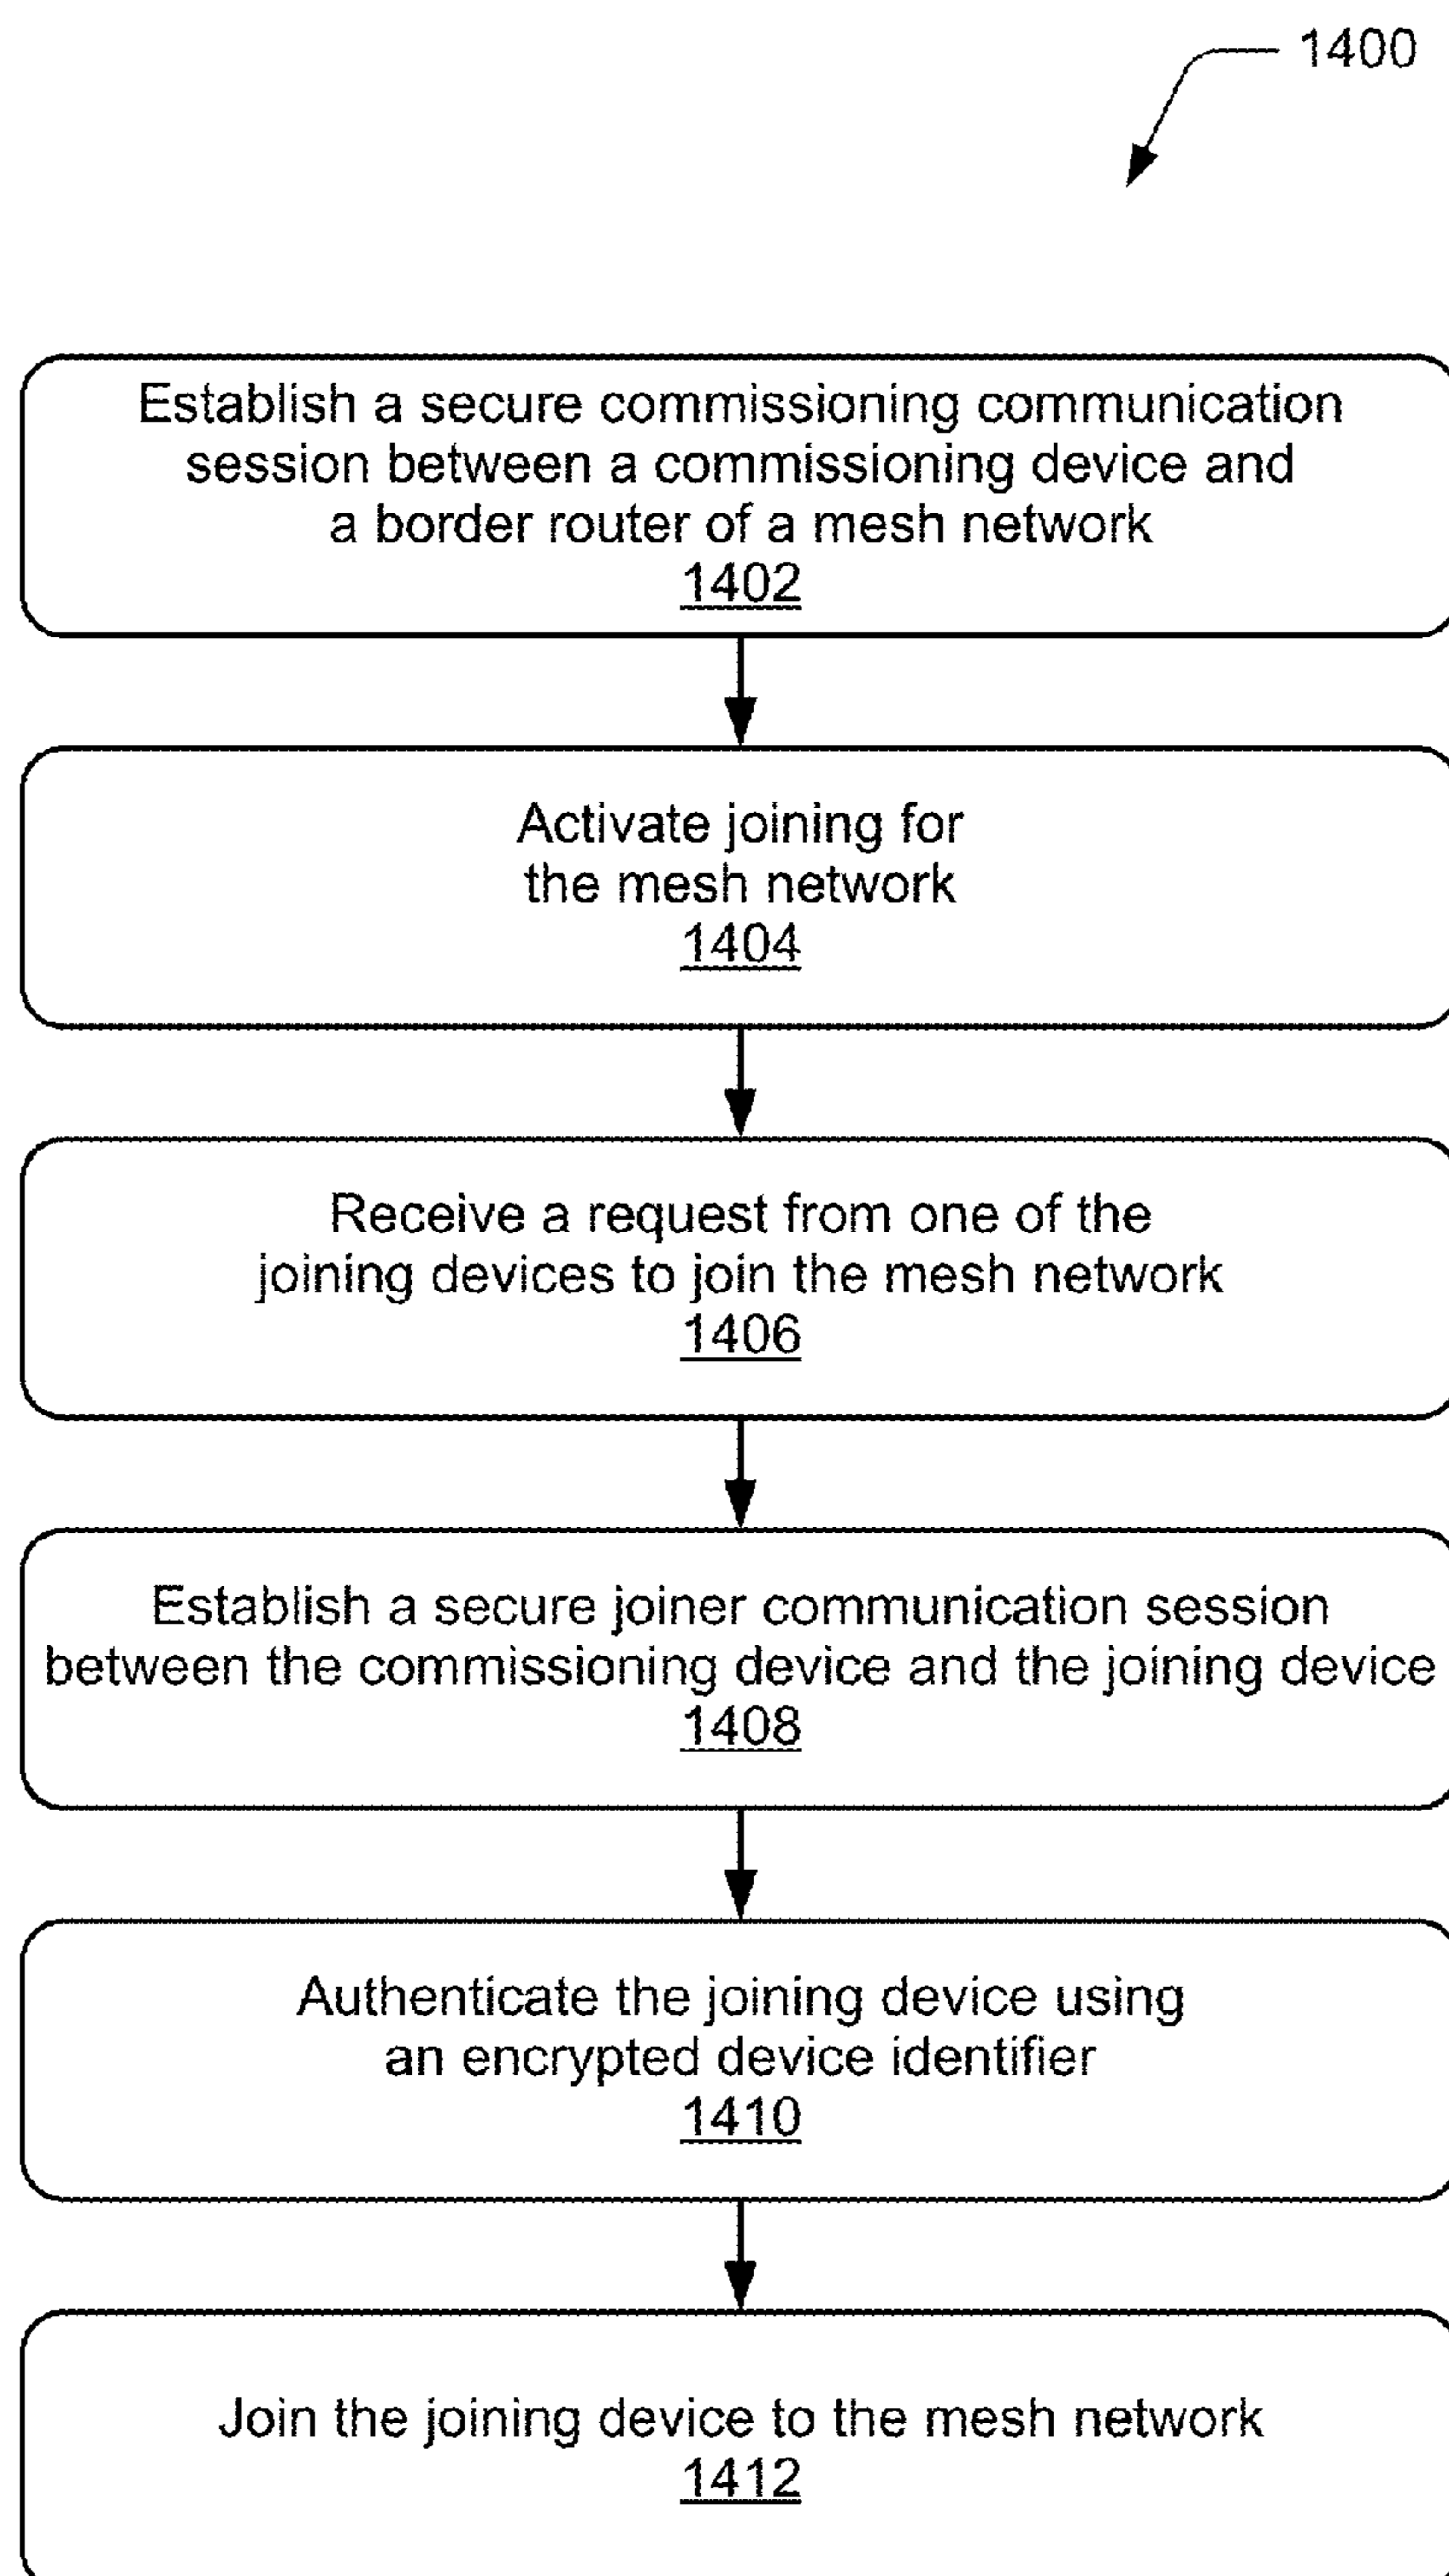 1400
Establish a secure commissioning communication
session between a commissioning device and
a border router of a mesh network
1402
Activate joining for
the mesh network
1404
Receive a request from one of the
joining devices to join the mesh network
1406
Establish a secure joiner communication session
between the commissioning device and the joining device
1408
Authenticate the joining device using
an encrypted device identifier
1410
Join the joining device to the mesh network
1412